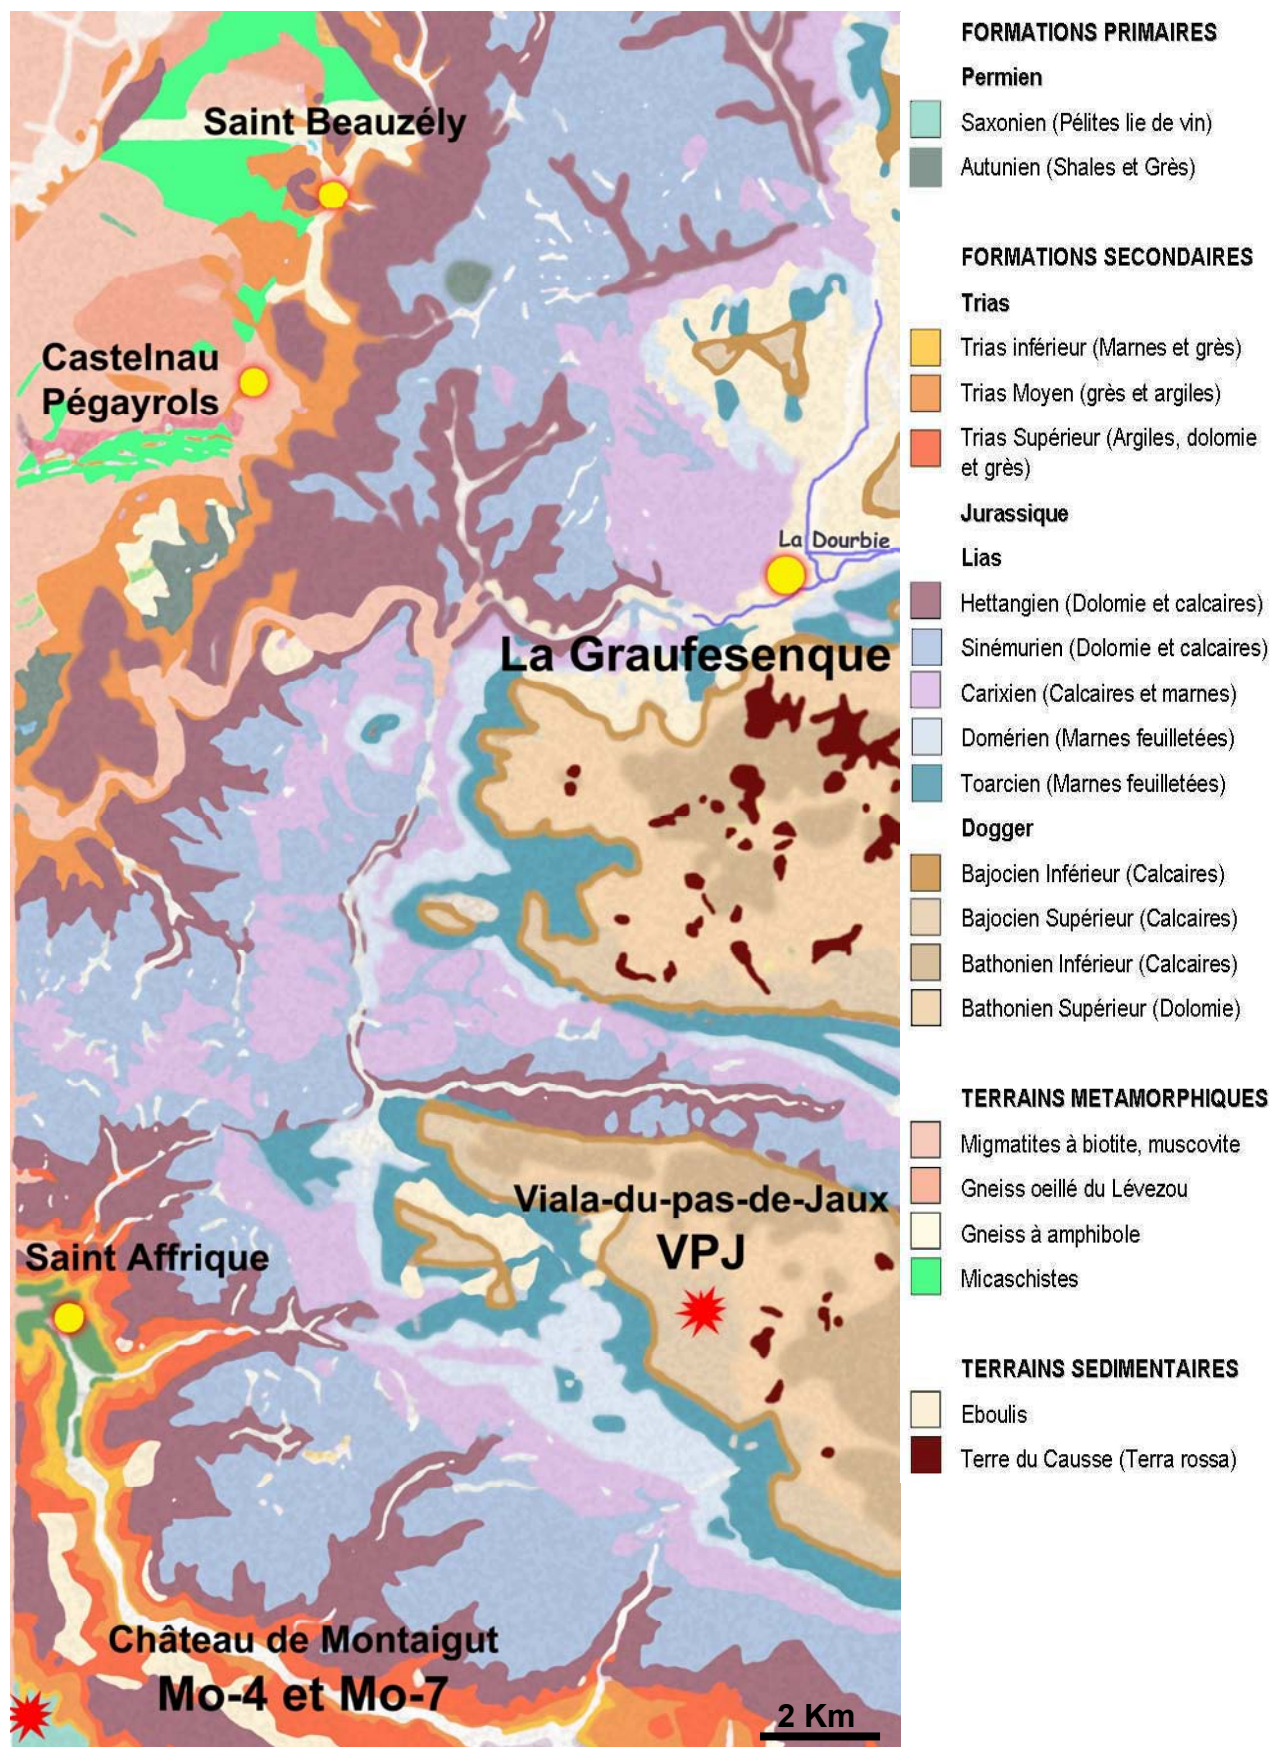 Saint Beauzély
Castelnau
Pégayrols
La Dourbie
La Graufesenque
Viala-du-pas-de-Jaux
VPJ
Saint Affrique
Château de Montaigut
Mo-4 et Mo-7
2 Km
FORMATIONS PRIMAIRES
Permien
Saxonien (Pélites lie de vin)
Autunien (Shales et Grès)
FORMATIONS SECONDAIRES
Trias
Trias inférieur (Marnes et grès)
Trias Moyen (grès et argiles)
Trias Supérieur (Argiles, dolomie
et grès)
Jurassique
Lias
Hettangien (Dolomie et calcaires)
Sinémurien (Dolomie et calcaires)
Carixien (Calcaires et marnes)
Domérien (Marnes feuilletées)
Toarcien (Marnes feuilletées)
Dogger
Bajocien Inférieur (Calcaires)
Bajocien Supérieur (Calcaires)
Bathonien Inférieur (Calcaires)
Bathonien Supérieur (Dolomie)
TERRAINS METAMORPHIQUES
Migmatites à biotite, muscovite
Gneiss oeillé du Lévezou
Gneiss à amphibole
Micaschistes
TERRAINS SEDIMENTAIRES
Eboulis
Terre du Causse (Terra rossa)